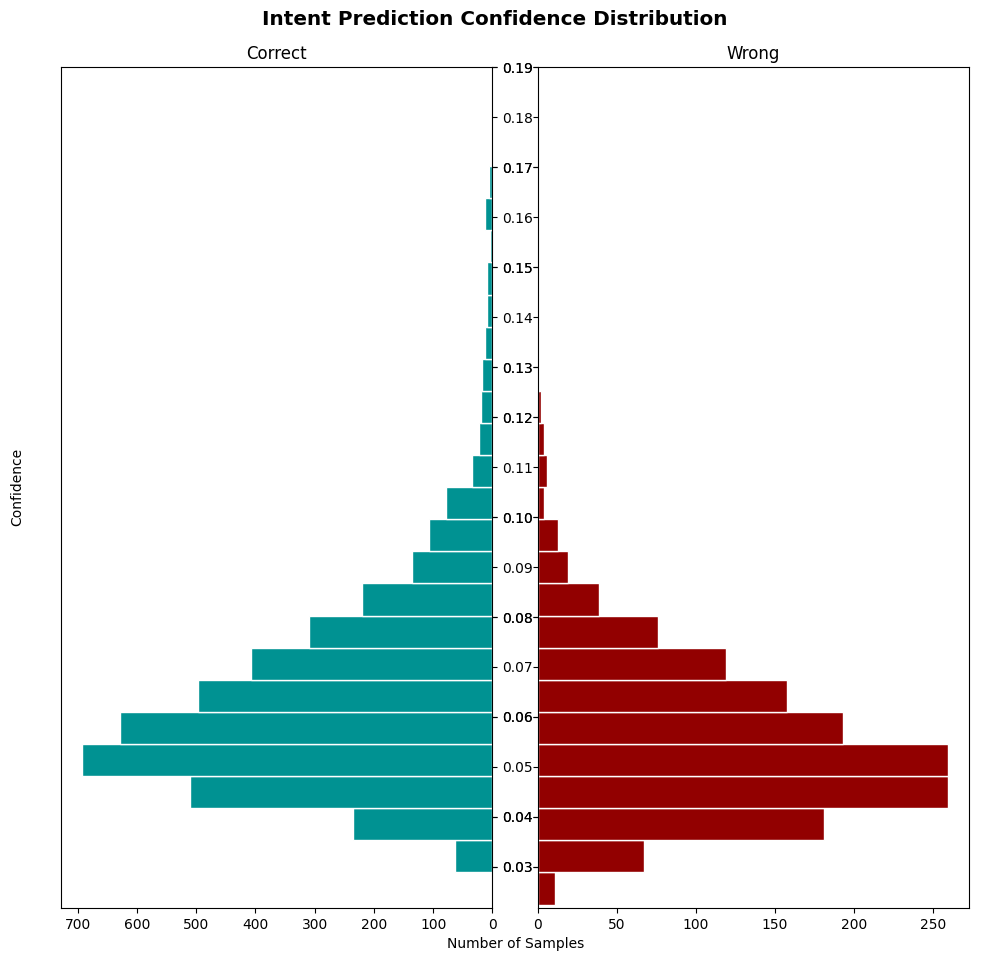 Intent Prediction Confidence Distribution
Correct
Wrong
0.19
0.18
0.17
0.16
0.15
0.14
0.13
0.12
0.11
0.10
0.09
0.08
0.07
0.06
0.05
0.04
0.03
Confidence
700 600 500 400 300 200 100 0
0 50 100 150 200 250
Number of Samples